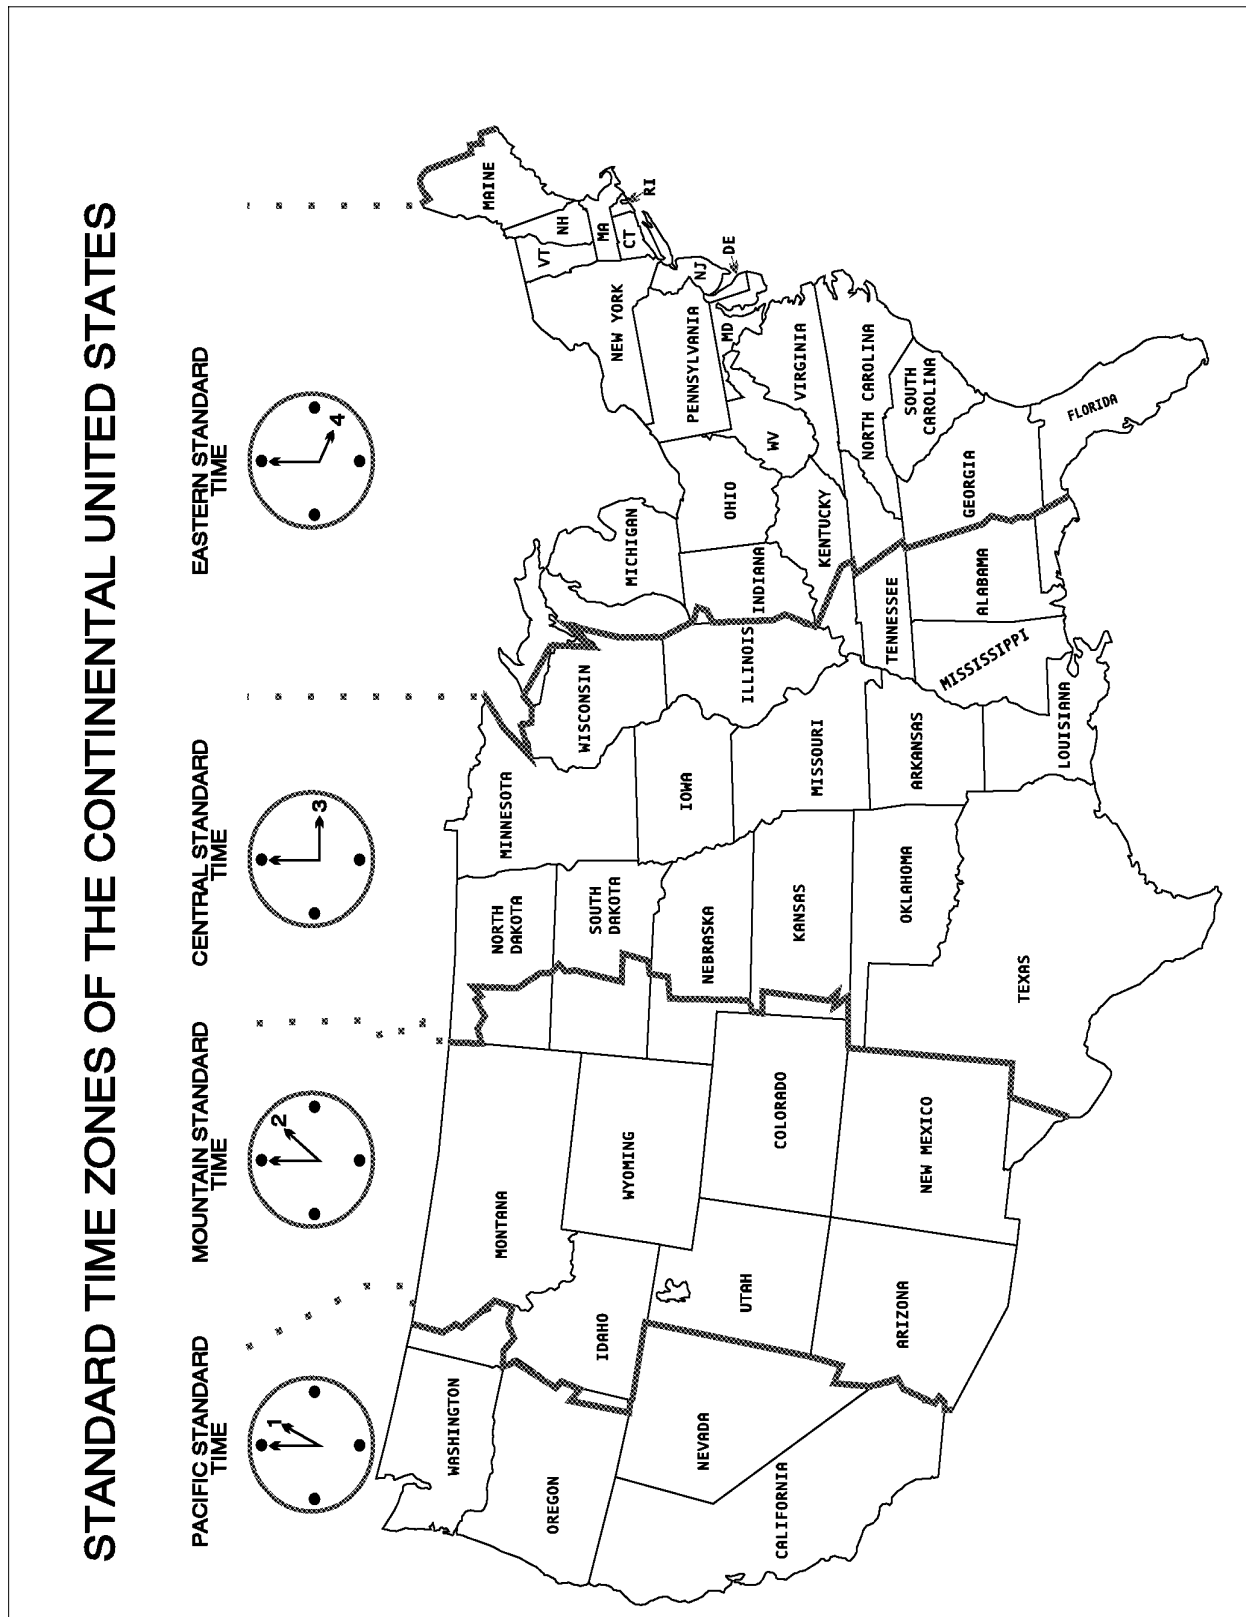 STANDARD TIME ZONES OF THE CONTINENTAL UNITED STATES
PACIFIC STANDARD
TIME
MOUNTAIN STANDARD
TIME
CENTRAL STANDARD
TIME
EASTERN STANDARD
TIME
1
2
3
4
WASHINGTON
OREGON
CALIFORNIA
NEVADA
IDAHO
MONTANA
WYOMING
UTAH
ARIZONA
COLORADO
NEW MEXICO
NORTH
DAKOTA
SOUTH
DAKOTA
NEBRASKA
KANSAS
OKLAHOMA
TEXAS
MINNESOTA
IOWA
MISSOURI
ARKANSAS
LOUISIANA
WISCONSIN
ILLINOIS
MISSISSIPPI
MICHIGAN
INDIANA
KENTUCKY
TENNESSEE
ALABAMA
OHIO
WV
GEORGIA
FLORIDA
SOUTH
CAROLINA
NORTH CAROLINA
VIRGINIA
MD
DE
PENNSYLVANIA
NJ
NEW YORK
CT
RI
MA
VT
NH
MAINE